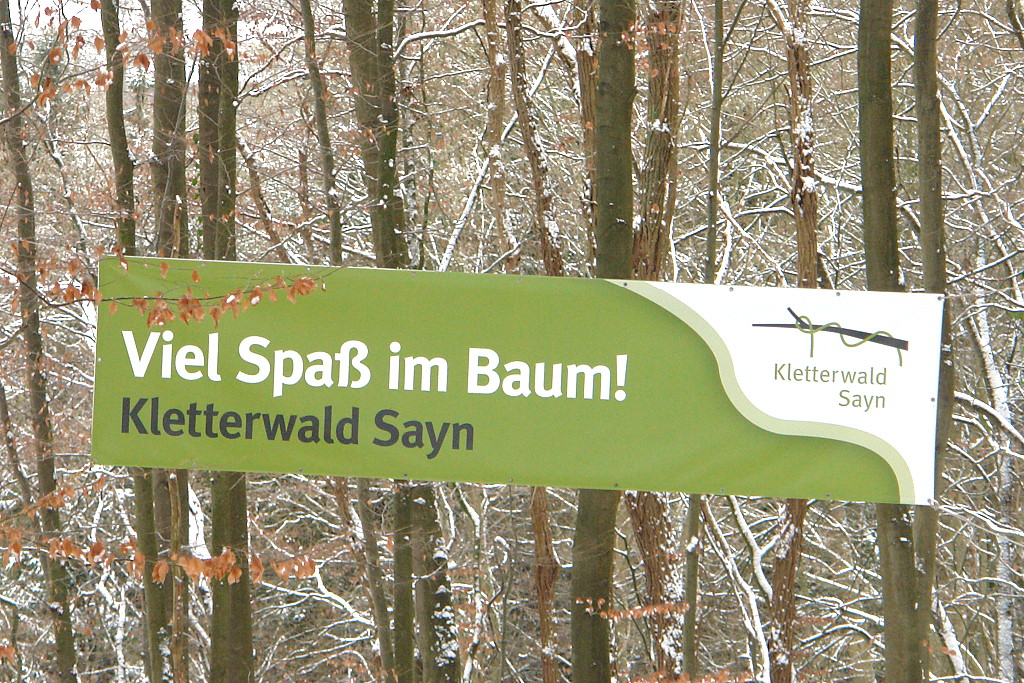 Viel Spaß im Baum!
Kletterwald Sayn
Kletterwald
Sayn